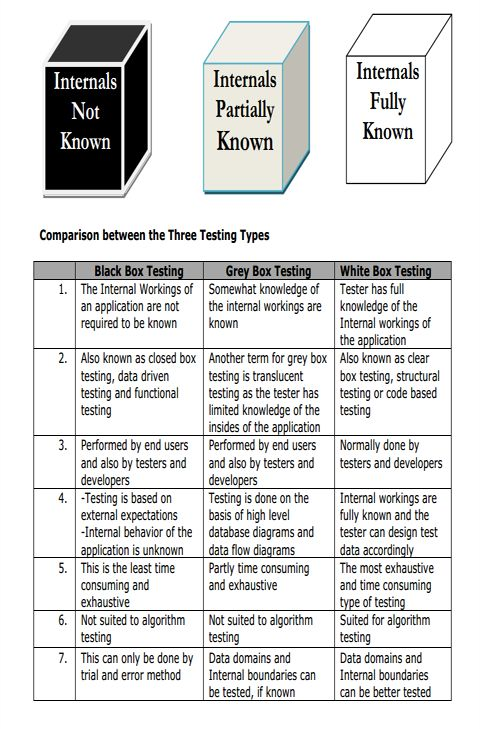 Internals
Not
Known
Internals
Partially
Known
Internals
Fully
Known
Comparison between the Three Testing Types
Black Box Testing
Grey Box Testing
White Box Testing
1.
The Internal Workings of
an application are not
required to be known
Somewhat knowledge of
the internal workings are
known
Tester has full
knowledge of the
Internal workings of
the application
2.
Also known as closed box
testing, data driven
testing and functional
testing
Another term for grey box
testing is translucent
testing as the tester has
limited knowledge of the
insides of the application
Also known as clear
box testing, structural
testing or code based
testing
3.
Performed by end users
and also by testers and
developers
Performed by end users
and also by testers and
developers
Normally done by
testers and developers
4.
-Testing is based on
external expectations
-Internal behavior of the
application is unknown
Testing is done on the
basis of high level
database diagrams and
data flow diagrams
Internal workings are
fully known and the
tester can design test
data accordingly
5.
This is the least time
consuming and
exhaustive
Partly time consuming
and exhaustive
The most exhaustive
and time consuming
type of testing
6.
Not suited to algorithm
testing
Not suited to algorithm
testing
Suited for algorithm
testing
7.
This can only be done by
trial and error method
Data domains and
Internal boundaries can
be tested, if known
Data domains and
Internal boundaries
can be better tested